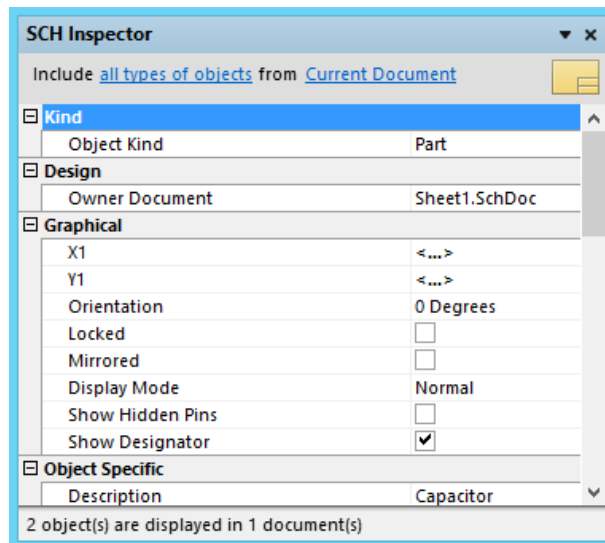 SCH Inspector
Include all types of objects from Current Document
Kind
Object Kind Part
Design
Owner Document Sheet1.SchDoc
Graphical
X1 <...>
Y1 <...>
Orientation 0 Degrees
Locked
Mirrored
Display Mode Normal
Show Hidden Pins
Show Designator
Object Specific
Description Capacitor
2 object(s) are displayed in 1 document(s)